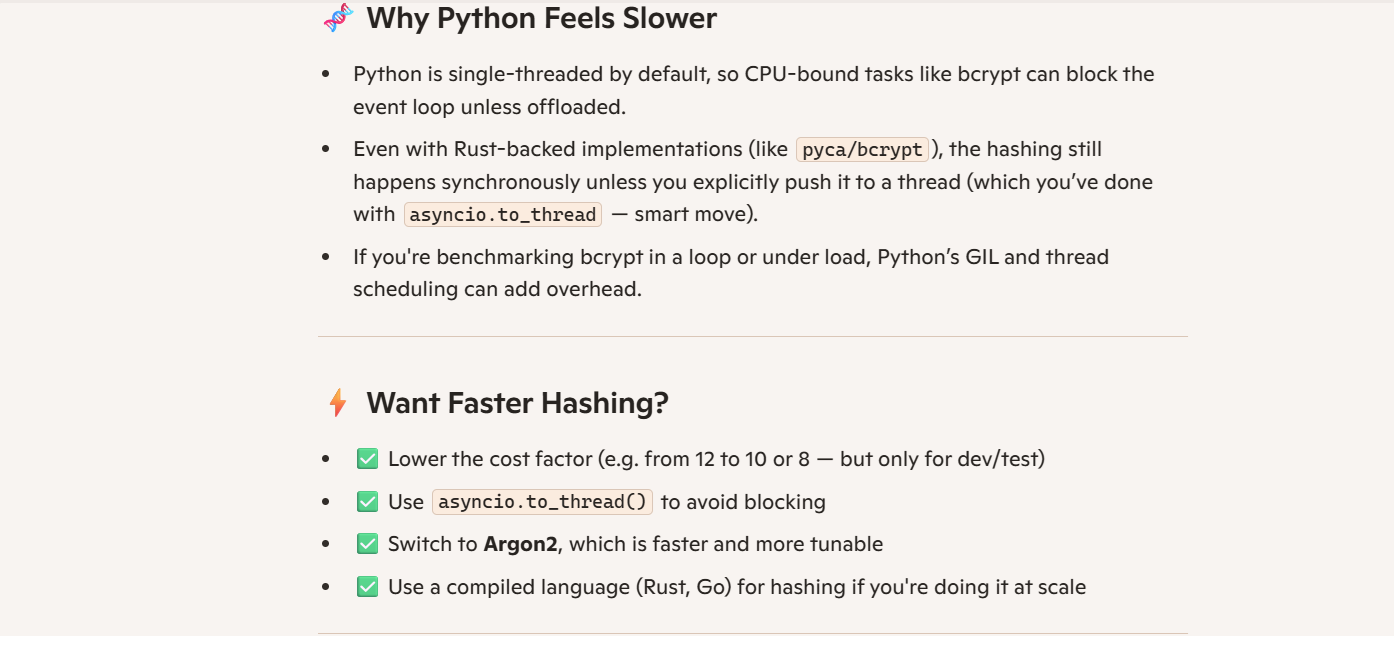 🧬 Why Python Feels Slower
• Python is single-threaded by default, so CPU-bound tasks like bcrypt can block the
event loop unless offloaded.
• Even with Rust-backed implementations (like pyca/bcrypt), the hashing still
happens synchronously unless you explicitly push it to a thread (which you’ve done
with asyncio.to_thread — smart move).
• If you're benchmarking bcrypt in a loop or under load, Python’s GIL and thread
scheduling can add overhead.
⚡ Want Faster Hashing?
• ✅ Lower the cost factor (e.g. from 12 to 10 or 8 — but only for dev/test)
• ✅ Use asyncio.to_thread() to avoid blocking
• ✅ Switch to Argon2, which is faster and more tunable
• ✅ Use a compiled language (Rust, Go) for hashing if you're doing it at scale